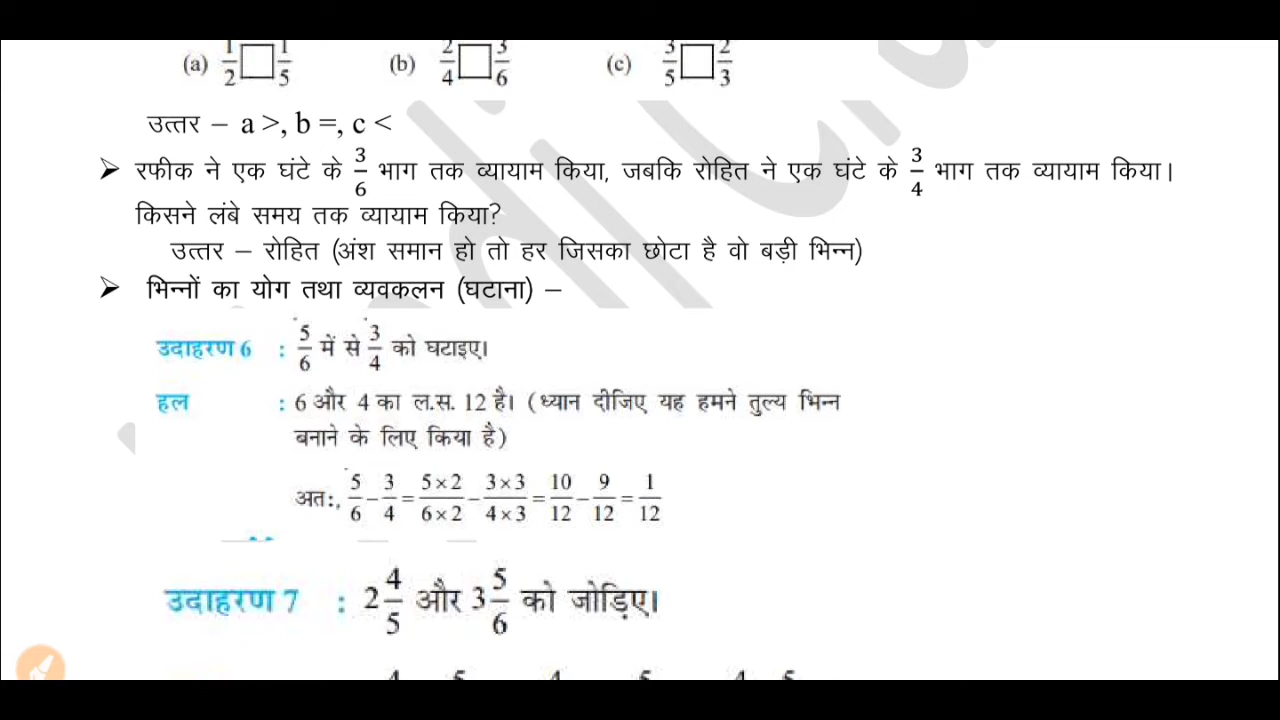 (a) 1/2 □ 1/5 (b) 2/4 □ 3/6 (c) 3/5 □ 2/3
उत्तर – a >, b =, c <
➢ रफीक ने एक घंटे के 3/6 भाग तक व्यायाम किया, जबकि रोहित ने एक घंटे के 3/4 भाग तक व्यायाम किया।
किसने लंबे समय तक व्यायाम किया?
उत्तर – रोहित (अंश समान हो तो हर जिसका छोटा है वो बड़ी भिन्न)
➢ भिन्नों का योग तथा व्यवकलन (घटाना) –
उदाहरण 6 : 5/6 में से 3/4 को घटाइए।
हल : 6 और 4 का ल.स. 12 है। (ध्यान दीजिए यह हमने तुल्य भिन्न
बनाने के लिए किया है)
अतः, 5/6 – 3/4 = 5×2/6×2 – 3×3/4×3 = 10/12 – 9/12 = 1/12
उदाहरण 7 : 2 4/5 और 3 5/6 को जोड़िए।